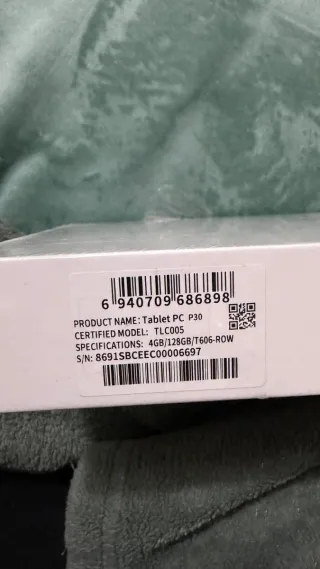 6 940709 686898
PRODUCT NAME: Tablet PC P30
CERTIFIED MODEL: TLC005
SPECIFICATIONS: 4GB/128GB/T606-ROW
S/N: 8691SBCEEC00006697